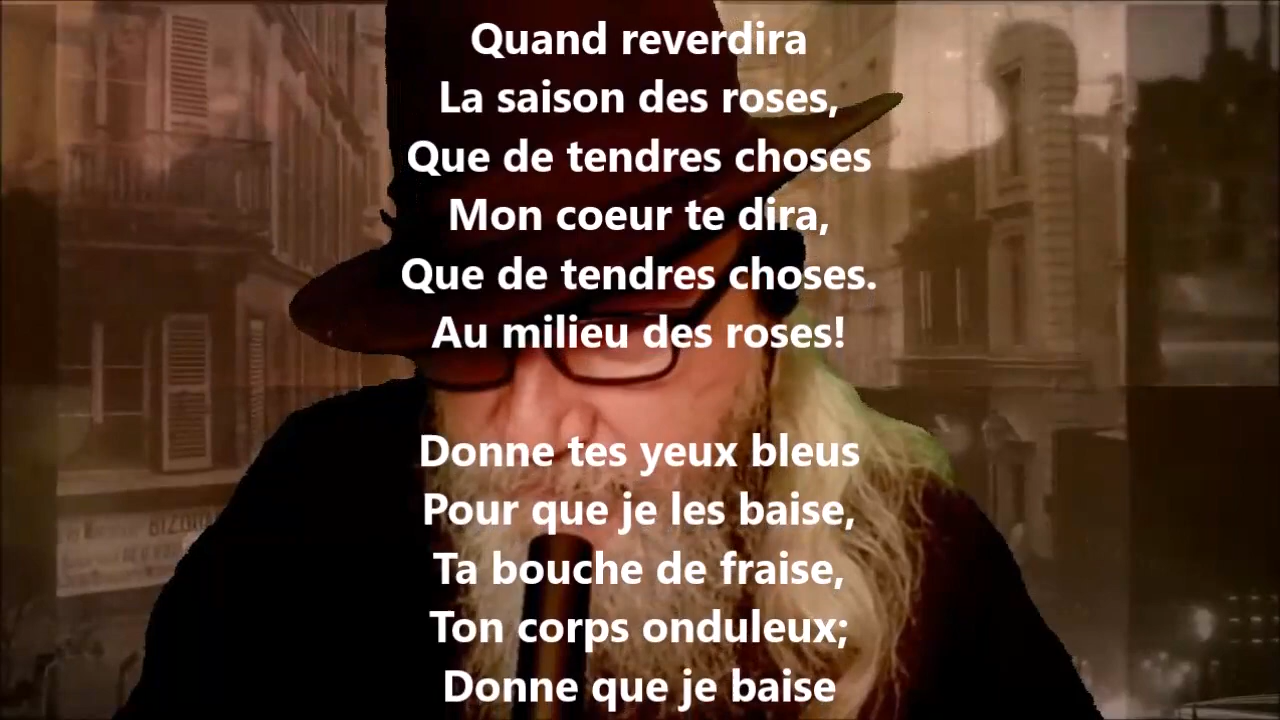 Quand reverdira
La saison des roses,
Que de tendres choses
Mon coeur te dira,
Que de tendres choses.
Au milieu des roses!
Donne tes yeux bleus
Pour que je les baise,
Ta bouche de fraise,
Ton corps onduleux;
Donne que je baise